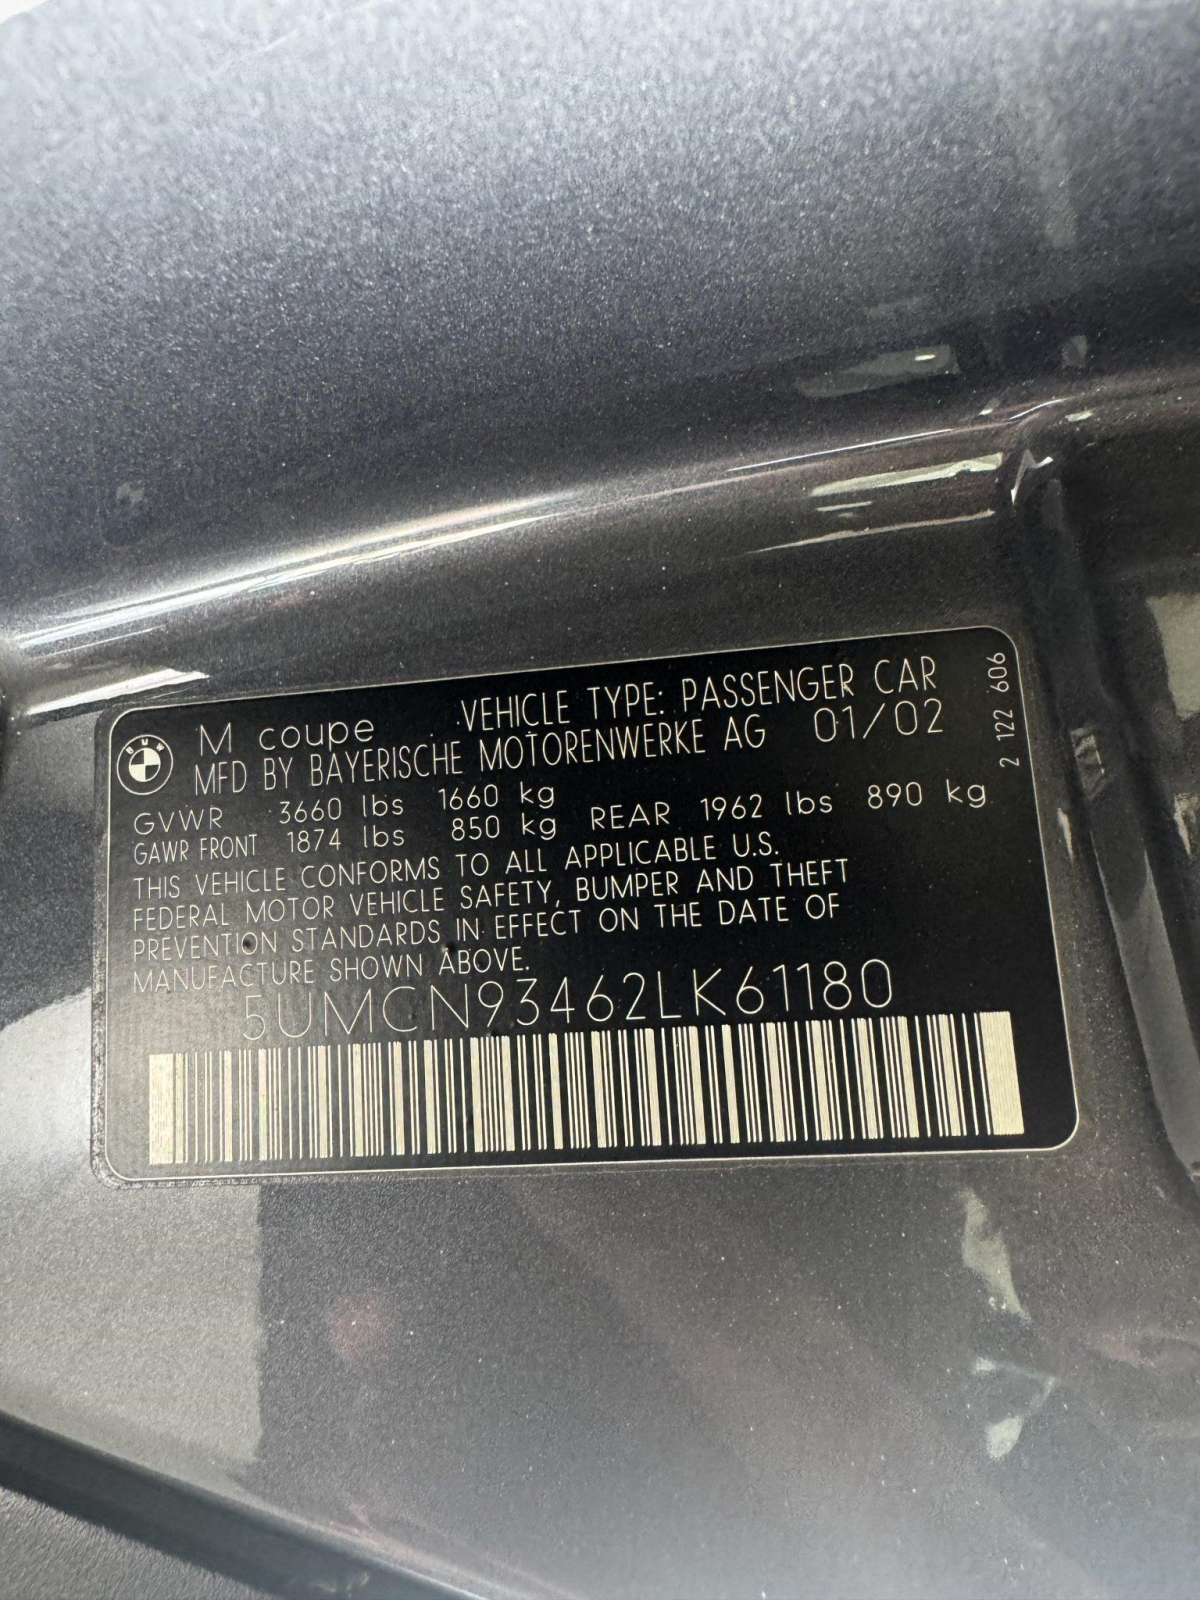 BMW
M coupe VEHICLE TYPE: PASSENGER CAR
MFD BY BAYERISCHE MOTORENWERKE AG 01/02
GVWR 3660 lbs 1660 kg
GAWR FRONT 1874 lbs 850 kg REAR 1962 lbs 890 kg
THIS VEHICLE CONFORMS TO ALL APPLICABLE U.S.
FEDERAL MOTOR VEHICLE SAFETY, BUMPER AND THEFT
PREVENTION STANDARDS IN EFFECT ON THE DATE OF
MANUFACTURE SHOWN ABOVE.
5UMCN93462LK61180
2 122 606